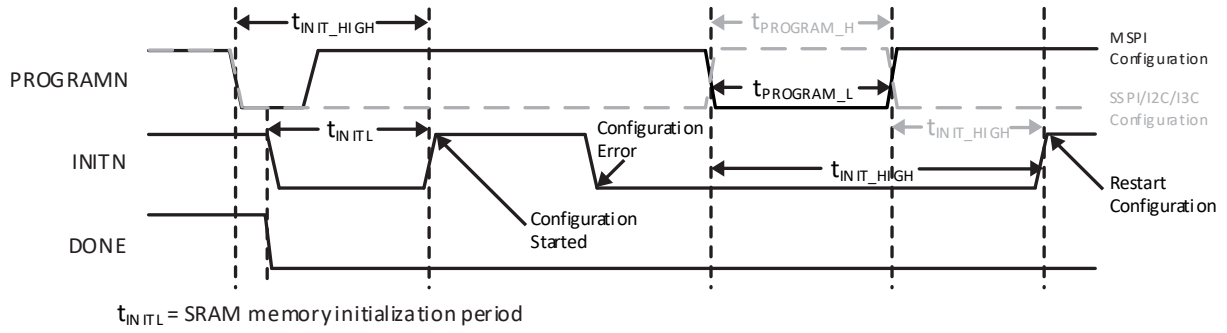 tINIT_HIGH
tPROGRAM_H
MSPI
Configuration
PROGRAMN
tPROGRAM_L
SSPI/I2C/I3C
Configuration
tINITL
Configuration
Error
tINIT_HIGH
INITN
tINIT_HIGH
Restart
Configuration
Configuration
Started
DONE
tINITL = SRAM memory initialization period